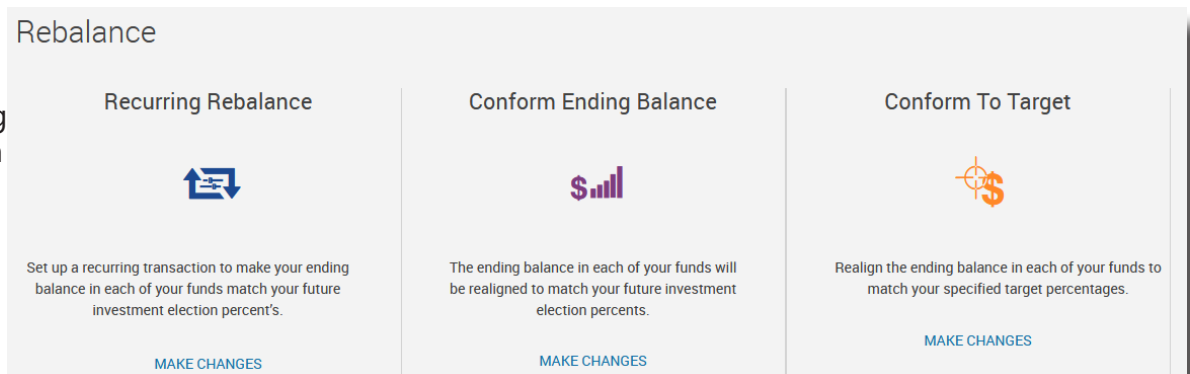 Rebalance
Recurring Rebalance
Set up a recurring transaction to make your ending
balance in each of your funds match your future
investment election percent's.
MAKE CHANGES
Conform Ending Balance
$
The ending balance in each of your funds will
be realigned to match your future investment
election percents.
MAKE CHANGES
Conform To Target
$
Realign the ending balance in each of your funds to
match your specified target percentages.
MAKE CHANGES